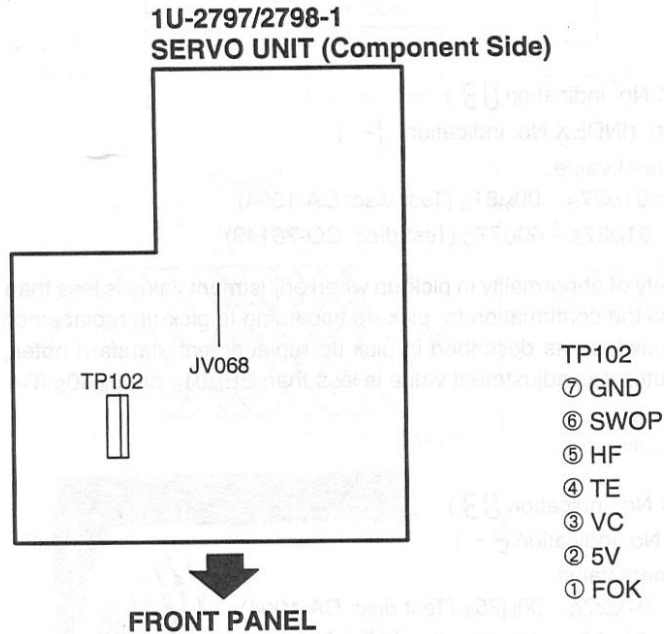 1U-2797/2798-1
SERVO UNIT (Component Side)
TP102
JV068
TP102
⑦ GND
⑥ SWOP
⑤ HF
④ TE
③ VC
② 5V
① FOK
FRONT PANEL